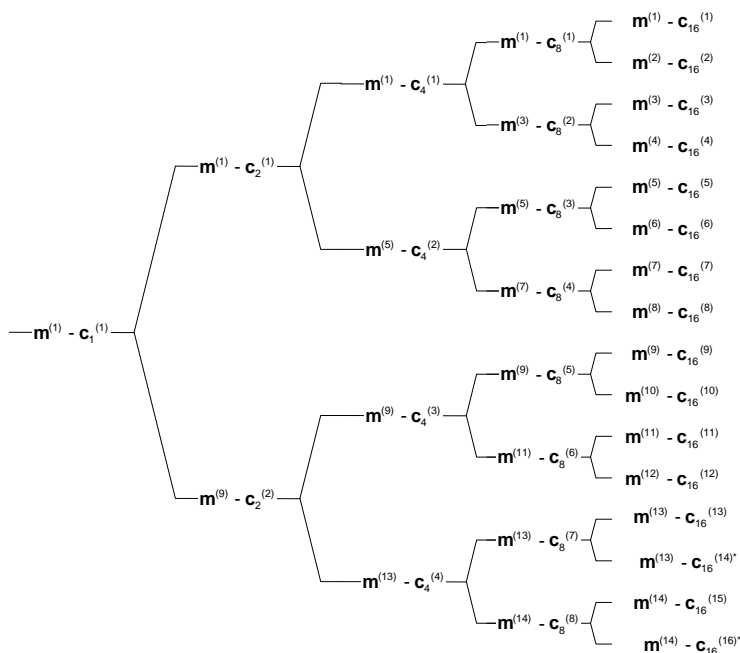 m(1) - c1(1)
m(1) - c2(1)
m(9) - c2(2)
m(1) - c4(1)
m(5) - c4(2)
m(9) - c4(3)
m(13) - c4(4)
m(1) - c8(1)
m(3) - c8(2)
m(5) - c8(3)
m(7) - c8(4)
m(9) - c8(5)
m(11) - c8(6)
m(13) - c8(7)
m(14) - c8(8)
m(1) - c16(1)
m(2) - c16(2)
m(3) - c16(3)
m(4) - c16(4)
m(5) - c16(5)
m(6) - c16(6)
m(7) - c16(7)
m(8) - c16(8)
m(9) - c16(9)
m(10) - c16(10)
m(11) - c16(11)
m(12) - c16(12)
m(13) - c16(13)
m(13) - c16(14)*
m(14) - c16(15)
m(14) - c16(16)*